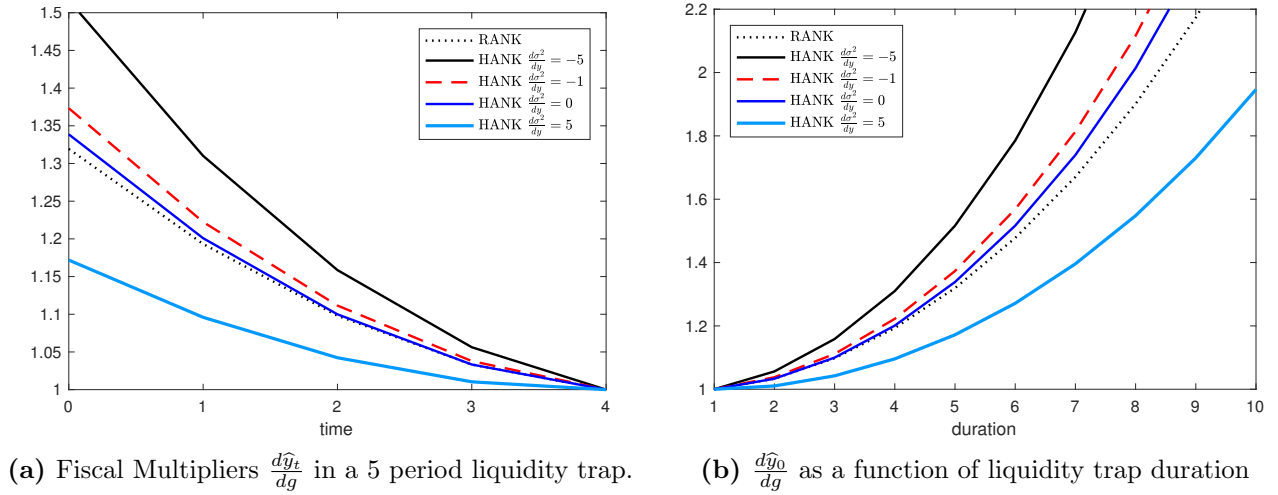 1.5
1.45
1.4
1.35
1.3
1.25
1.2
1.15
1.1
1.05
1
0 1 2 3 4
time
RANK
HANK dσ²/dy = −5
HANK dσ²/dy = −1
HANK dσ²/dy = 0
HANK dσ²/dy = 5
(a) Fiscal Multipliers dŷ_t/dg in a 5 period liquidity trap.
2.2
2
1.8
1.6
1.4
1.2
1
1 2 3 4 5 6 7 8 9 10
duration
RANK
HANK dσ²/dy = −5
HANK dσ²/dy = −1
HANK dσ²/dy = 0
HANK dσ²/dy = 5
(b) dŷ_0/dg as a function of liquidity trap duration